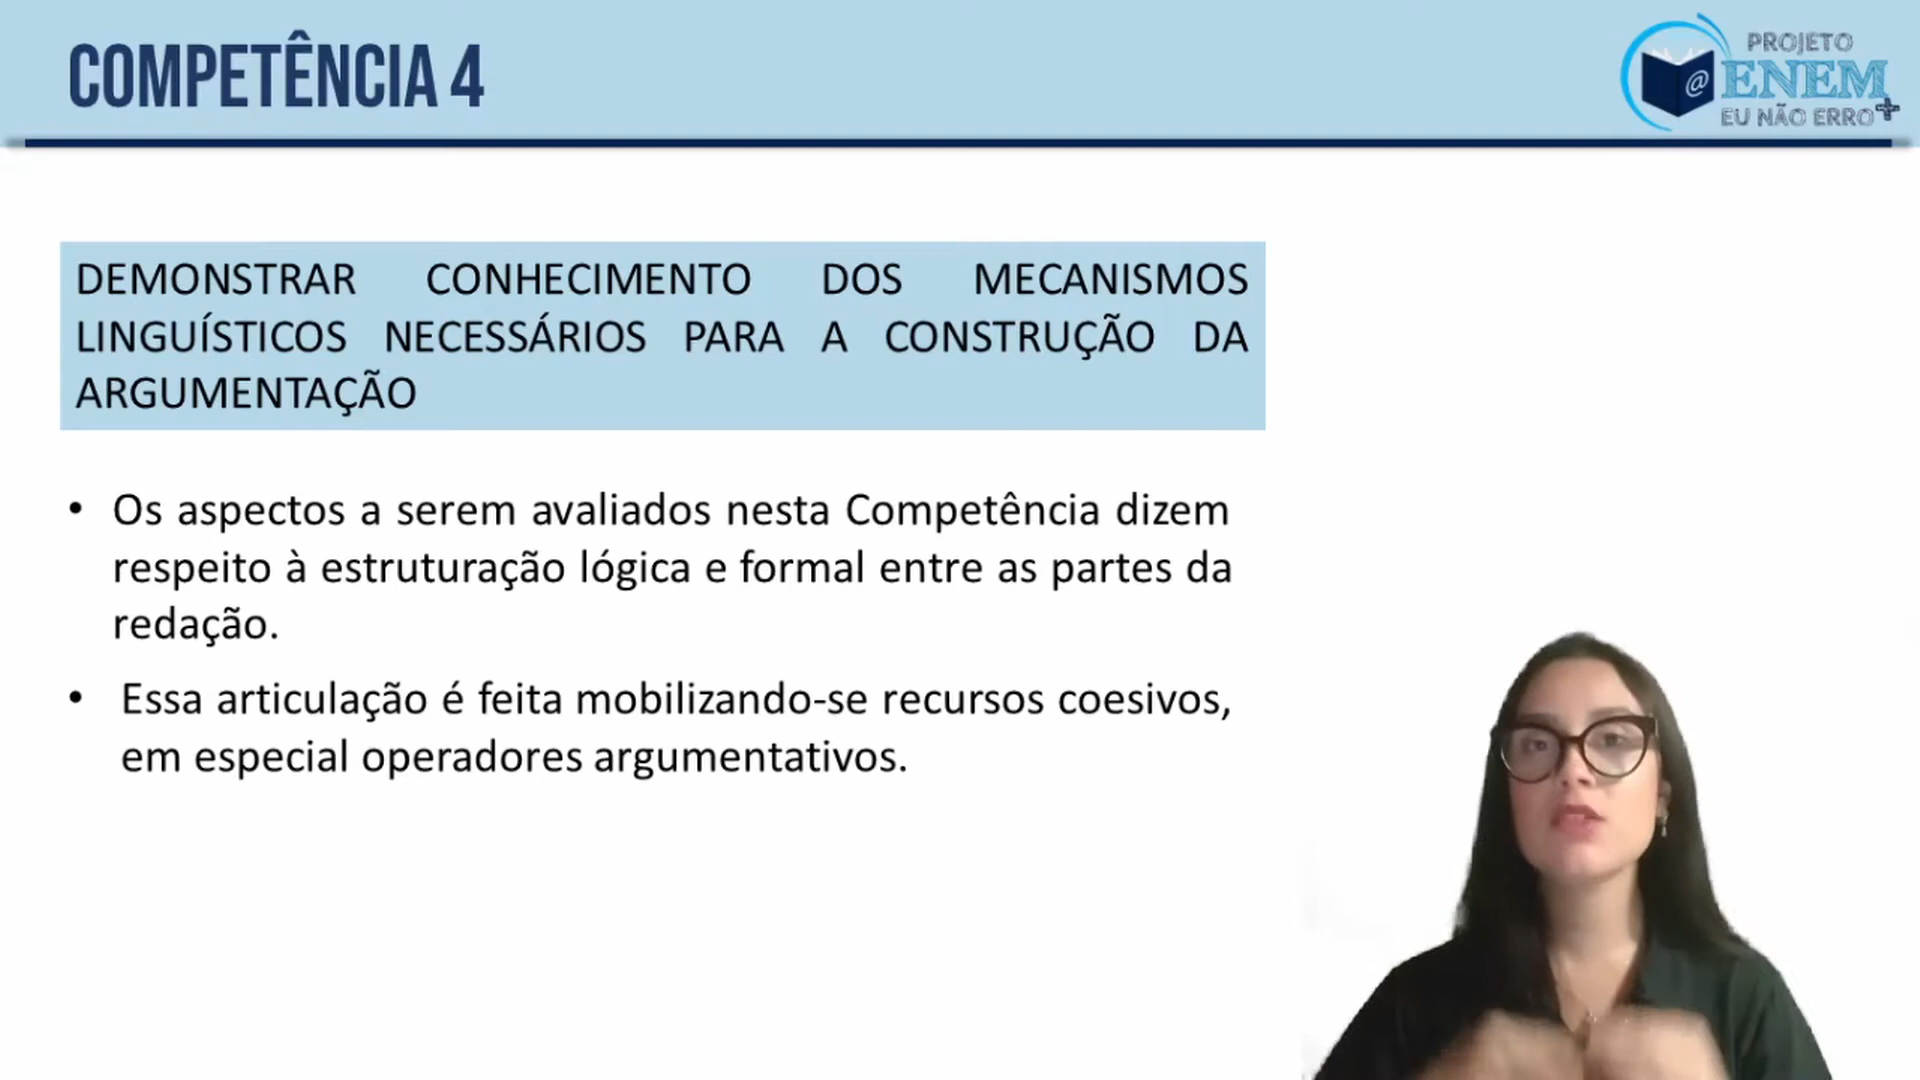 COMPETÊNCIA 4
PROJETO
@
ENEM
EU NÃO ERRO+
DEMONSTRAR CONHECIMENTO DOS MECANISMOS
LINGUÍSTICOS NECESSÁRIOS PARA A CONSTRUÇÃO DA
ARGUMENTAÇÃO
• Os aspectos a serem avaliados nesta Competência dizem
respeito à estruturação lógica e formal entre as partes da
redação.
• Essa articulação é feita mobilizando-se recursos coesivos,
em especial operadores argumentativos.